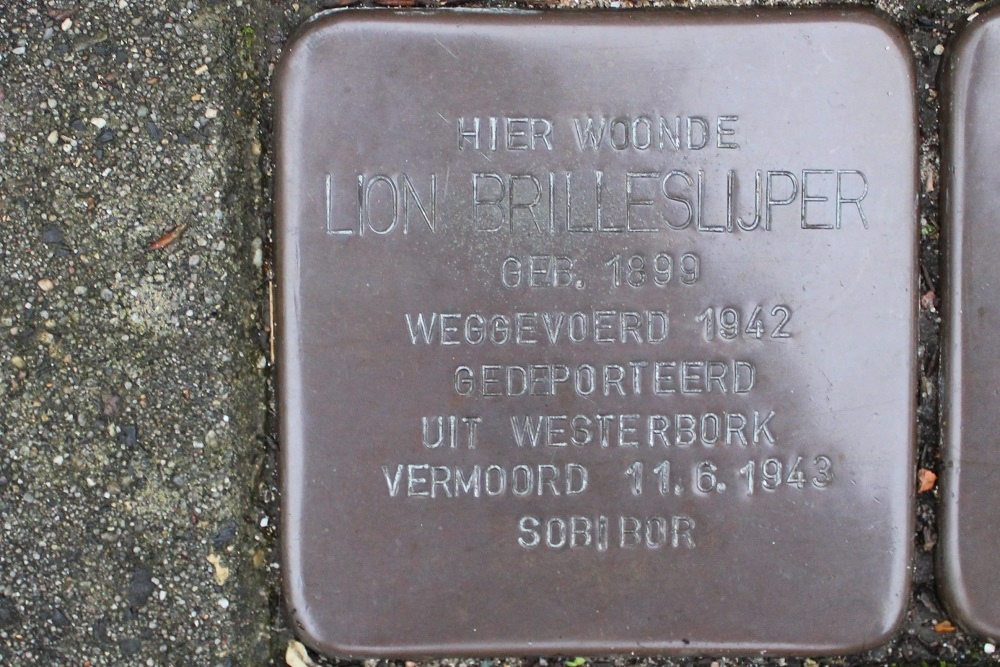 HIER WOONDE
LION BRILLESLIJPER
GEB. 1899
WEGGEVOERD 1942
GEDEPORTEERD
UIT WESTERBORK
VERMOORD 11.6.1943
SOBIBOR